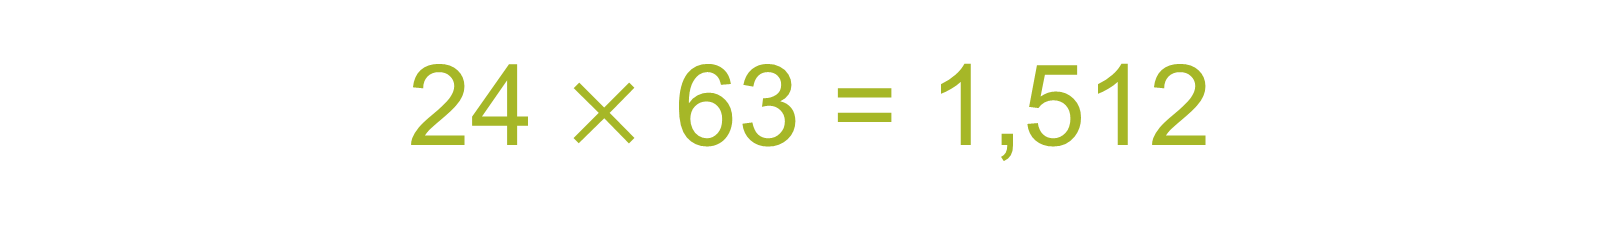 24 × 63 = 1,512